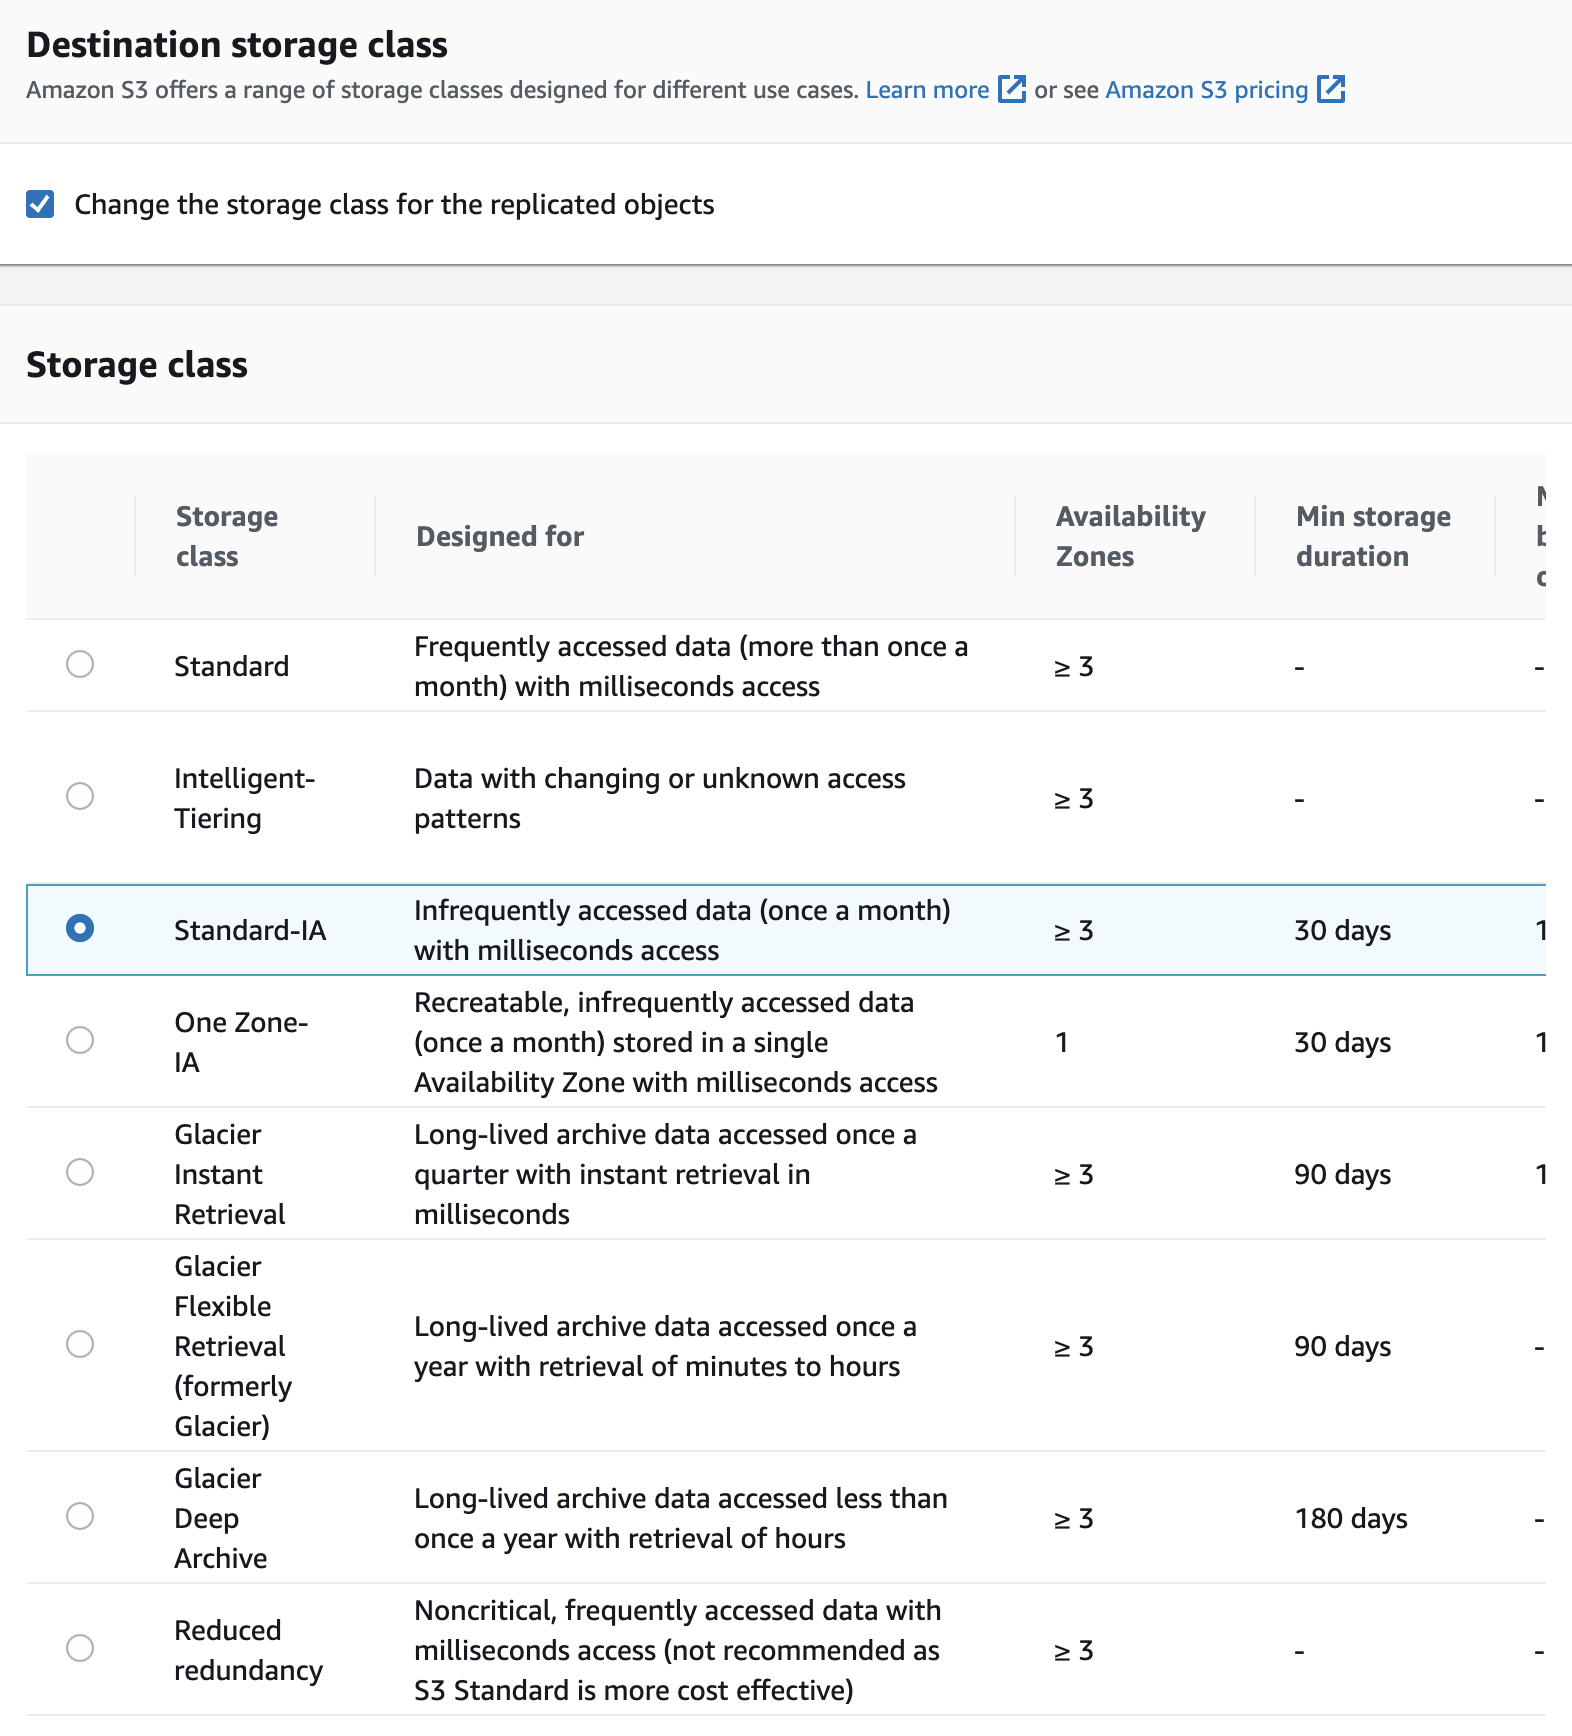 Destination storage class
Amazon S3 offers a range of storage classes designed for different use cases. Learn more or see Amazon S3 pricing
Change the storage class for the replicated objects
Storage class
Storage
class
Designed for
Availability
Zones
Min storage
duration
Standard
Frequently accessed data (more than once a
month) with milliseconds access
≥ 3
-
-
Intelligent-
Tiering
Data with changing or unknown access
patterns
≥ 3
-
-
Standard-IA
Infrequently accessed data (once a month)
with milliseconds access
≥ 3
30 days
1
One Zone-
IA
Recreatable, infrequently accessed data
(once a month) stored in a single
Availability Zone with milliseconds access
1
30 days
1
Glacier
Instant
Retrieval
Long-lived archive data accessed once a
quarter with instant retrieval in
milliseconds
≥ 3
90 days
1
Glacier
Flexible
Retrieval
(formerly
Glacier)
Long-lived archive data accessed once a
year with retrieval of minutes to hours
≥ 3
90 days
-
Glacier
Deep
Archive
Long-lived archive data accessed less than
once a year with retrieval of hours
≥ 3
180 days
-
Reduced
redundancy
Noncritical, frequently accessed data with
milliseconds access (not recommended as
S3 Standard is more cost effective)
≥ 3
-
-